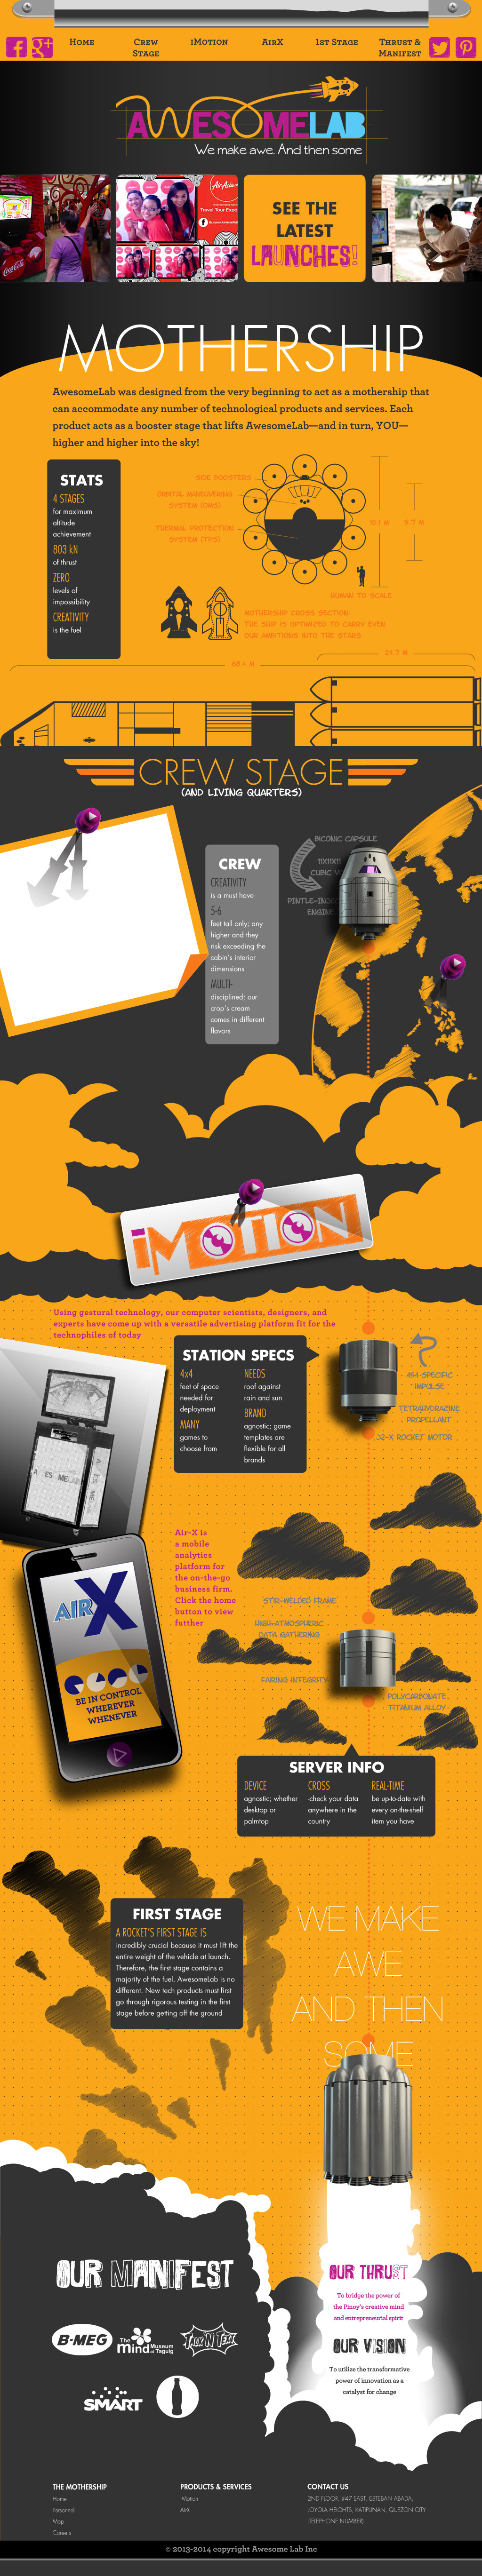 Home
Crew Stage
iMotion
AirX
1st Stage
Thrust & Manifest
AWESOMELAB
We make awe. And then some
Coca-Cola
AirAsia
Travel Tour Expo
SEE THE
LATEST
LAUNCHES!
MOTHERSHIP
AwesomeLab was designed from the very beginning to act as a mothership that
can accommodate any number of technological products and services. Each
product acts as a booster stage that lifts AwesomeLab—and in turn, YOU—
higher and higher into the sky!
STATS
4 STAGES
for maximum
altitude
achievement
803 kN
of thrust
ZERO
levels of
impossibility
CREATIVITY
is the fuel
SIDE BOOSTERS
ORBITAL MANEUVERING
SYSTEM (OMS)
THERMAL PROTECTION
SYSTEM (TPS)
10.1 M
5.7 M
HUMAN TO SCALE
MOTHERSHIP CROSS SECTION:
THE SHIP IS OPTIMIZED TO CARRY EVEN
OUR AMBITIONS INTO THE STARS
24.7 M
68.4 M
CREW STAGE
(AND LIVING QUARTERS)
CREW
CREATIVITY
is a must have
5-6
feet tall only; any
higher and they
risk exceeding the
cabin's interior
dimensions
MULTI-
disciplined; our
crop's cream
comes in different
flavors
BICONIC CAPSULE
11X11X11
CUBIC
PINTLE-INJEC
ENGINE
iMOTION
Using gestural technology, our computer scientists, designers, and
experts have come up with a versatile advertising platform fit for the
technophiles of today
STATION SPECS
4x4
feet of space
needed for
deployment
MANY
games to
choose from
NEEDS
roof against
rain and sun
BRAND
agnostic; game
templates are
flexible for all
brands
454 SPECIFIC
IMPULSE
TETRAHYDRAZINE
PROPELLANT
32-X ROCKET MOTOR
Air-X is
a mobile
analytics
platform for
the on-the-go
business firm.
Click the home
button to view
futther
AIRX
BE IN CONTROL
WHEREVER
WHENEVER
STIR-WELDED FRAME
HIGH-ATMOSPHERIC
DATA GATHERING
FAIRING INTEGRITY
POLYCARBONATE
TITANIUM ALLOY
SERVER INFO
DEVICE
agnostic; whether
desktop or
palmtop
CROSS
-check your data
anywhere in the
country
REAL-TIME
be up-to-date with
every on-the-shelf
item you have
FIRST STAGE
A ROCKET'S FIRST STAGE IS
incredibly crucial because it must lift the
entire weight of the vehicle at launch.
Therefore, the first stage contains a
majority of the fuel. AwesomeLab is no
different. New tech products must first
go through rigorous testing in the first
stage before getting off the ground
WE MAKE
AWE
AND THEN
SOME
OUR MANIFEST
B-MEG
The mind Museum at Taguig
TALK N TEXT
SMART
OUR THRUST
To bridge the power of
the Pinoy's creative mind
and entrepreneurial spirit
OUR VISION
To utilize the transformative
power of innovation as a
catalyst for change
THE MOTHERSHIP
Home
Personnel
Map
Careers
PRODUCTS & SERVICES
iMotion
AirX
CONTACT US
2ND FLOOR, #47 EAST, ESTEBAN ABADA,
LOYOLA HEIGHTS, KATIPUNAN, QUEZON CITY
(TELEPHONE NUMBER)
© 2013-2014 copyright Awesome Lab Inc